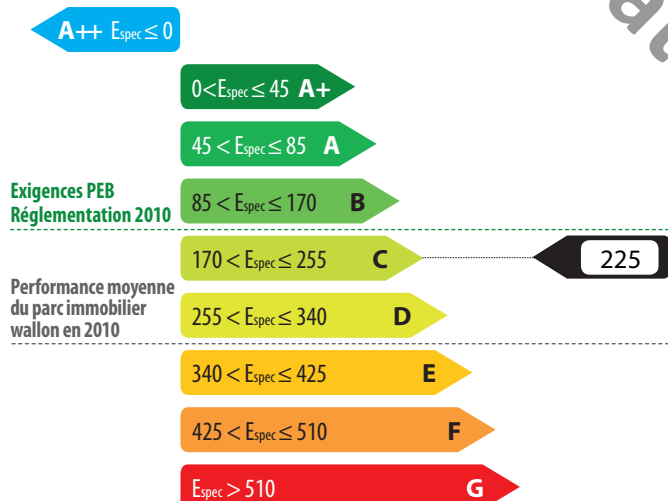 A++ Espec ≤ 0
0<Espec ≤ 45 A+
45 < Espec ≤ 85 A
Exigences PEB
Réglementation 2010
85 < Espec ≤ 170 B
170 < Espec ≤ 255 C
225
Performance moyenne
du parc immobilier
wallon en 2010
255 < Espec ≤ 340 D
340 < Espec ≤ 425 E
425 < Espec ≤ 510 F
Espec > 510 G